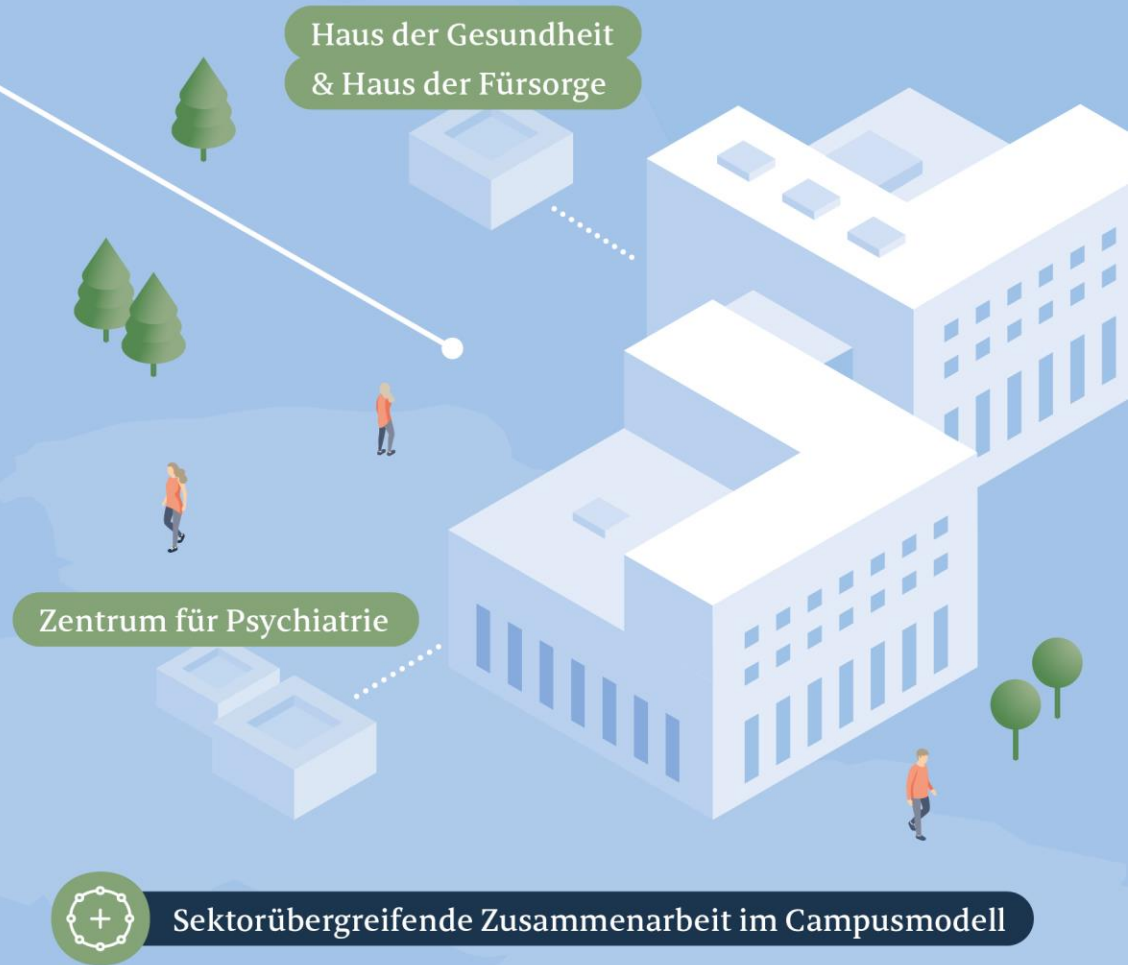 Haus der Gesundheit
& Haus der Fürsorge
Zentrum für Psychiatrie
Sektorübergreifende Zusammenarbeit im Campusmodell